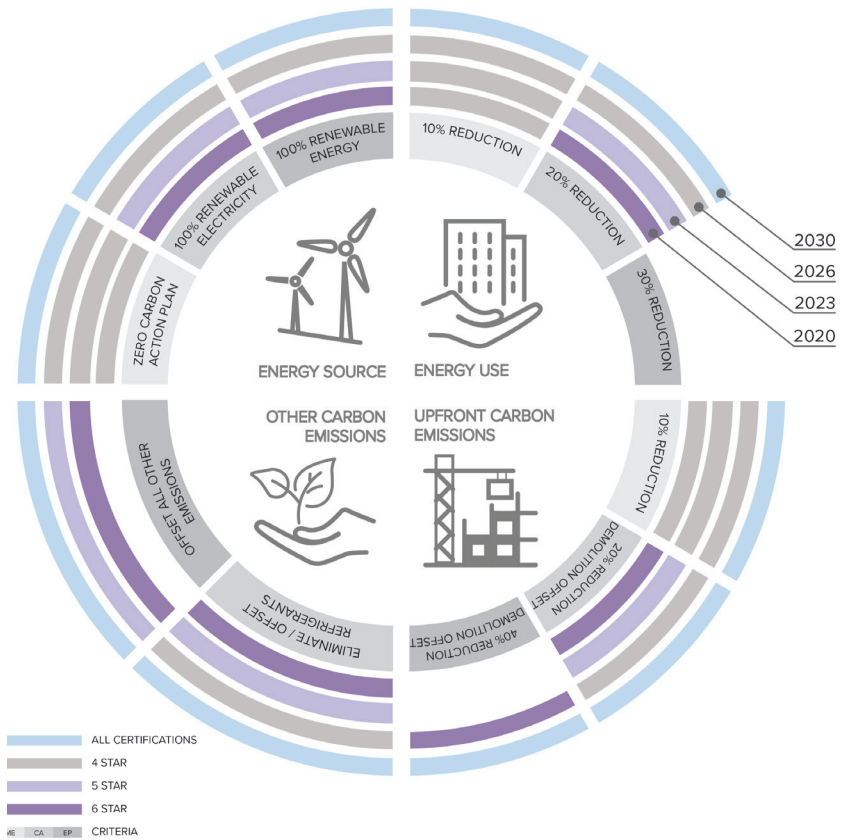 100% RENEWABLE
ENERGY
10% REDUCTION
100% RENEWABLE
ELECTRICITY
20% REDUCTION
ZERO CARBON
ACTION PLAN
30% REDUCTION
2030
2026
2023
2020
ENERGY SOURCE
ENERGY USE
OTHER CARBON
EMISSIONS
UPFRONT CARBON
EMISSIONS
OFFSET ALL OTHER
EMISSIONS
10% REDUCTION
ELIMINATE / OFFSET
REFRIGERANTS
20% REDUCTION
DEMOLITION OFFSET
40% REDUCTION
DEMOLITION OFFSET
ALL CERTIFICATIONS
4 STAR
5 STAR
6 STAR
CA EP CRITERIA